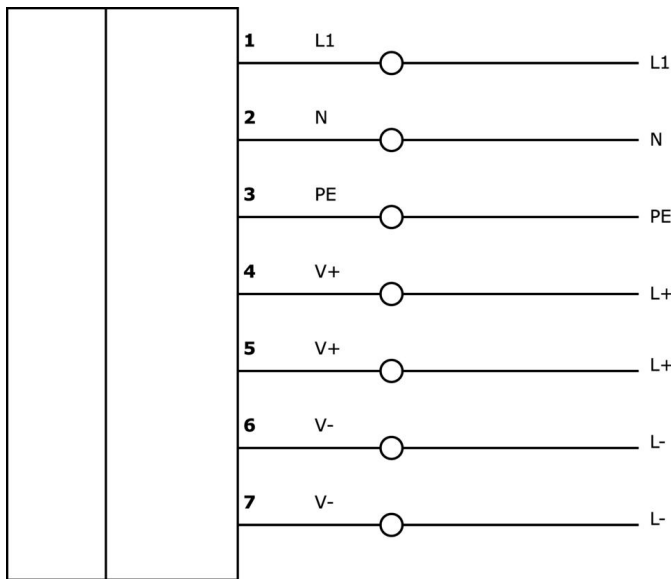 1 L1 L1
2 N N
3 PE PE
4 V+ L+
5 V+ L+
6 V- L-
7 V- L-